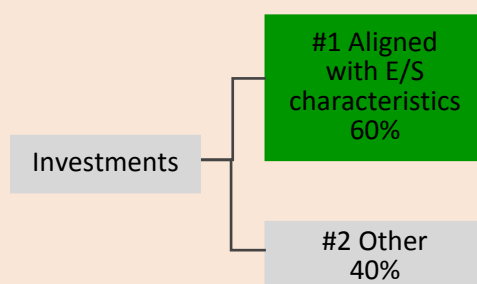 #1 Aligned
with E/S
characteristics
60%
Investments
#2 Other
40%